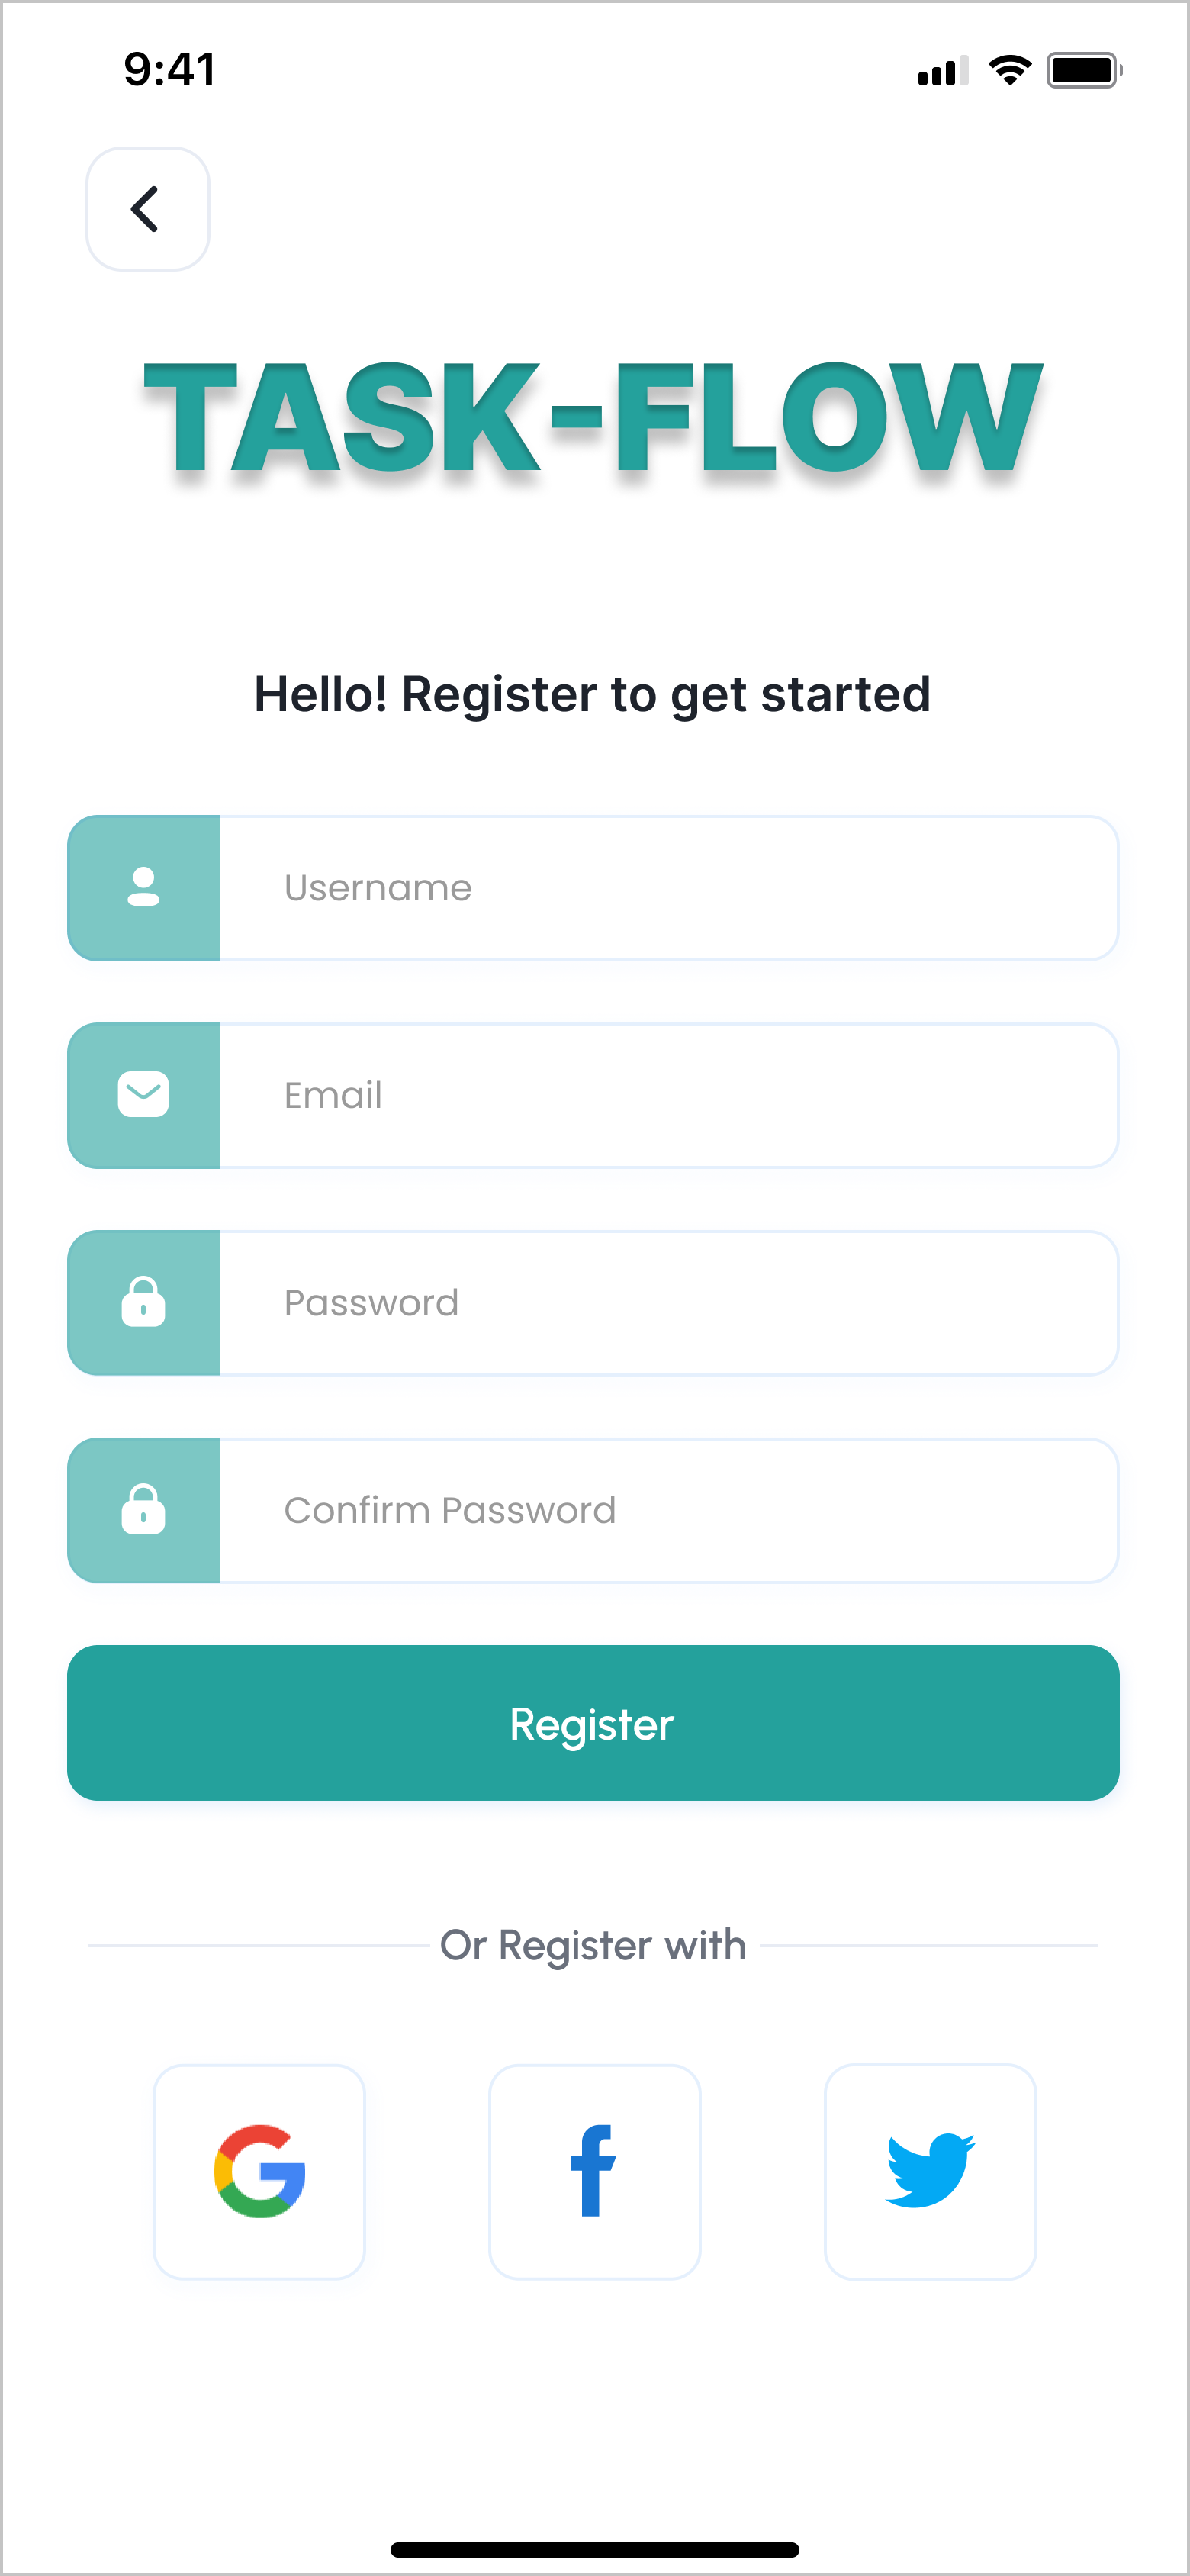 9:41
TASK-FLOW
Hello! Register to get started
Username
Email
Password
Confirm Password
Register
Or Register with